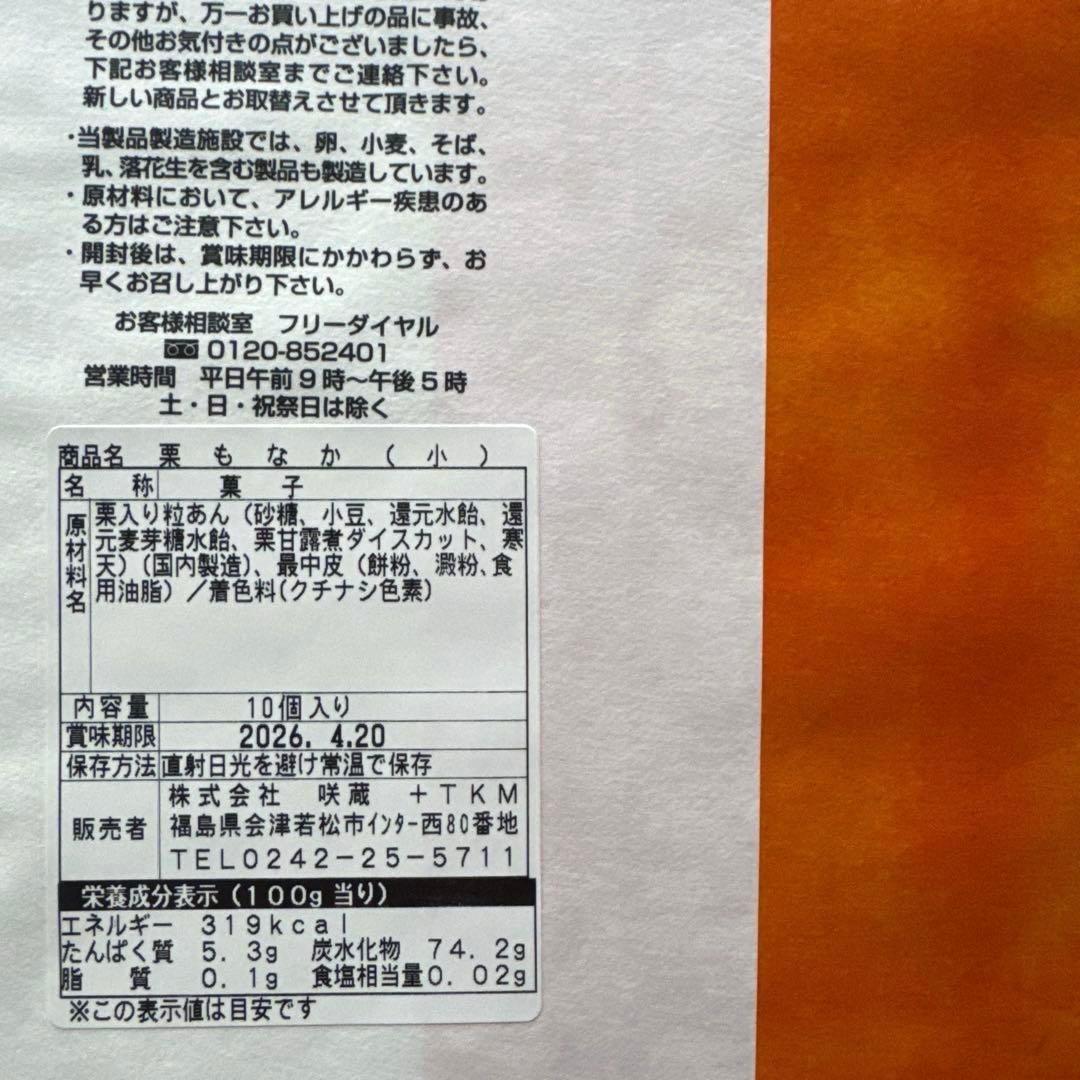 りますが、万一お買い上げの品に事故、
その他お気付きの点がございましたら、
下記お客様相談室までご連絡下さい。
新しい商品とお取替えさせて頂きます。
・当製品製造施設では、卵、小麦、そば、
乳、落花生を含む製品も製造しています。
・原材料において、アレルギー疾患のあ
る方はご注意下さい。
・開封後は、賞味期限にかかわらず、お
早くお召し上がり下さい。
お客様相談室 フリーダイヤル
0120-852401
営業時間 平日午前9時〜午後5時
土・日・祝祭日は除く
商品名 栗もなか(小)
名称 菓子
原材料名
栗入り粒あん(砂糖、小豆、還元水飴、還
元麦芽糖水飴、栗甘露煮ダイスカット、寒
天)(国内製造)、最中皮(餅粉、澱粉、食
用油脂)/着色料(クチナシ色素)
内容量 10個入り
賞味期限 2026. 4.20
保存方法 直射日光を避け常温で保存
販売者
株式会社 咲蔵 +TKM
福島県会津若松市インター西80番地
TEL0242-25-5711
栄養成分表示(100g当り)
エネルギー 319kcal
たんぱく質 5.3g 炭水化物 74.2g
脂質 0.1g 食塩相当量0.02g
※この表示値は目安です